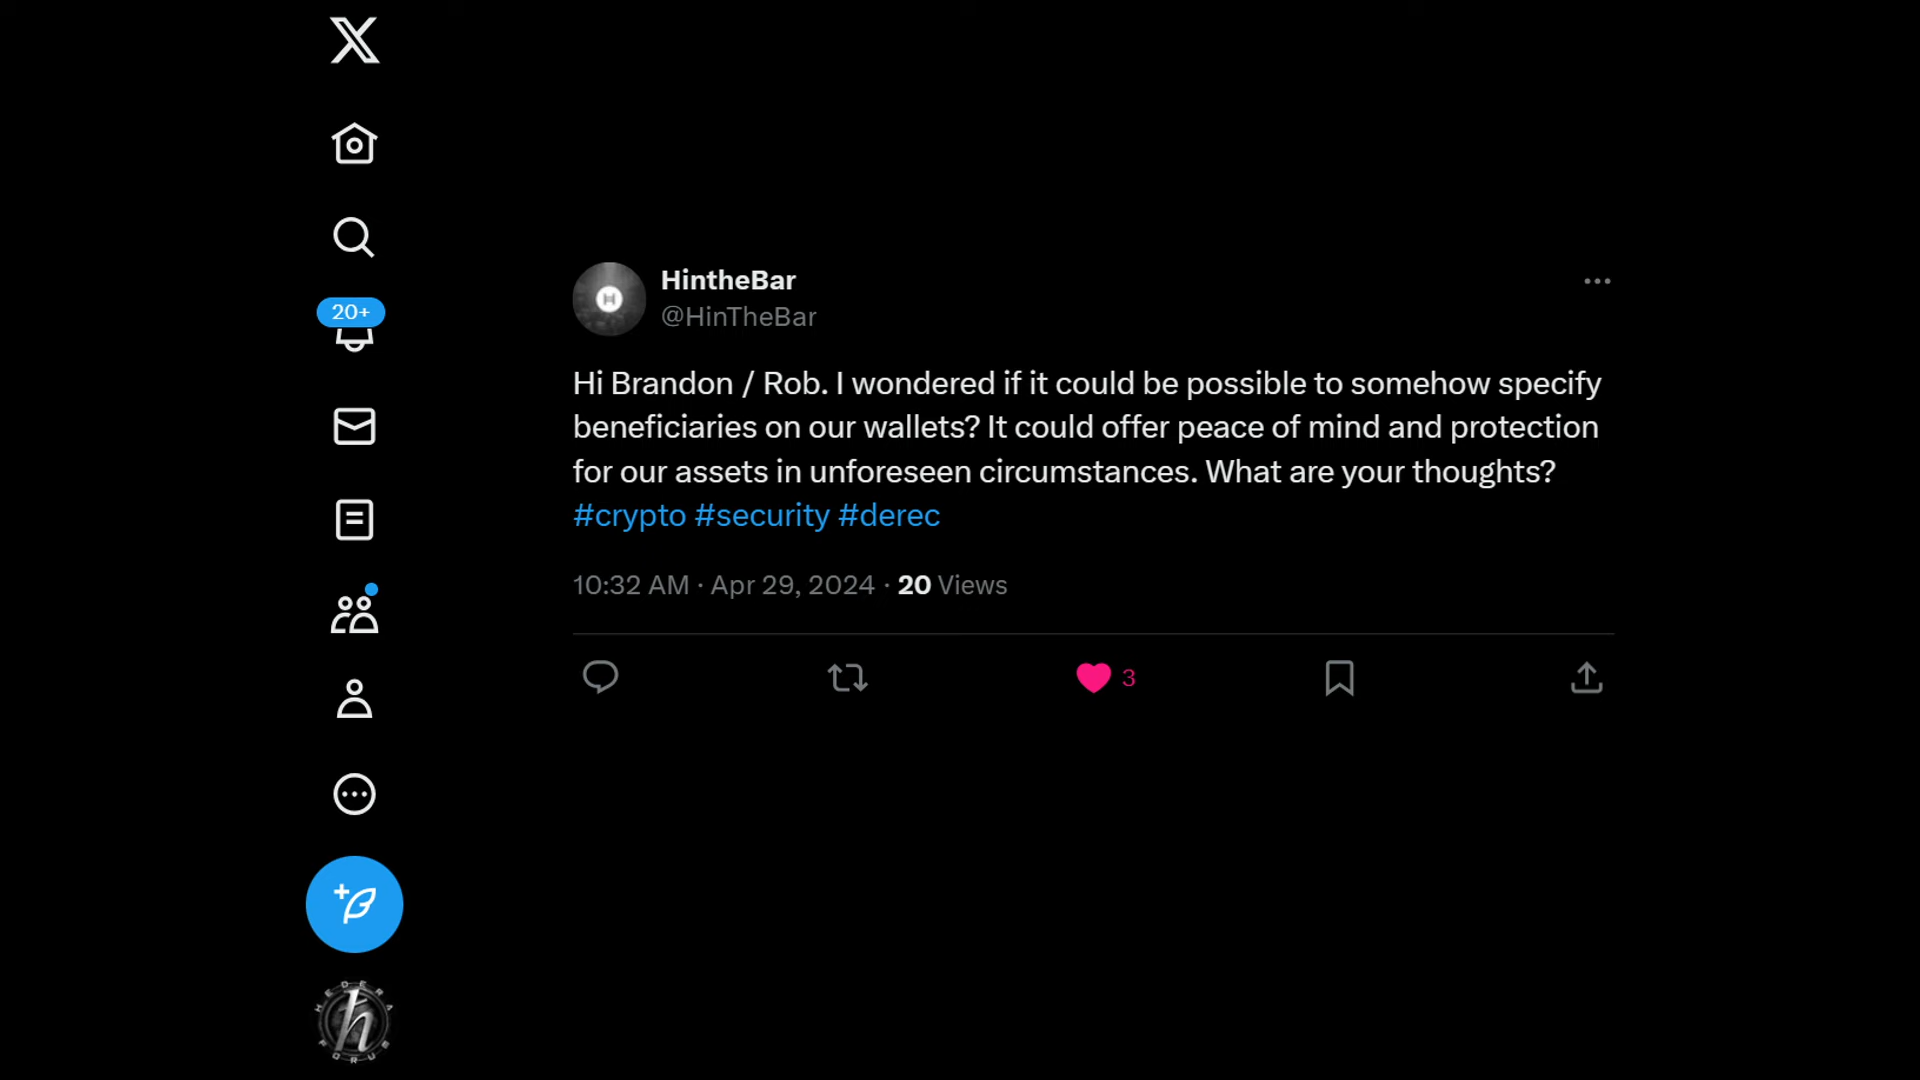 20+
HintheBar
@HinTheBar
Hi Brandon / Rob. I wondered if it could be possible to somehow specify
beneficiaries on our wallets? It could offer peace of mind and protection
for our assets in unforeseen circumstances. What are your thoughts?
#crypto #security #derec
10:32 AM · Apr 29, 2024 · 20 Views
3
HEDERA
FORUM